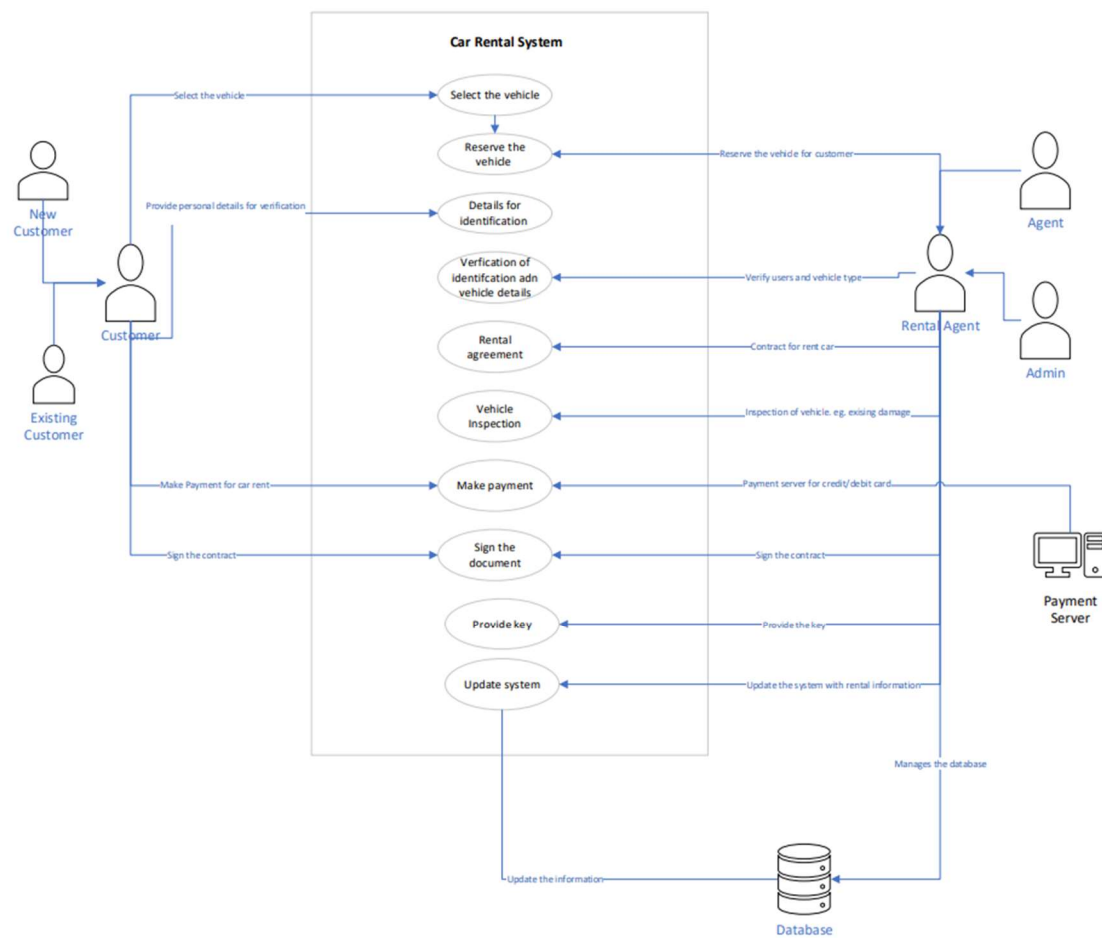 Car Rental System
Select the vehicle
Select the vehicle
Reserve the
vehicle
Reserve the vehicle for customer
New
Customer
Agent
Provide personal details for verification
Details for
identification
Verfication of
identifcation adn
vehicle details
Verify users and vehicle type
Customer
Rental Agent
Rental
agreement
Contract for rent car
Admin
Existing
Customer
Vehicle
Inspection
Inspection of vehicle. eg. exising damage
Make Payment for car rent
Make payment
Payment server for credit/debit card
Sign the contract
Sign the
document
Sign the contract
Payment
Server
Provide key
Provide the key
Update system
Update the system with rental information
Manages the database
Update the information
Database